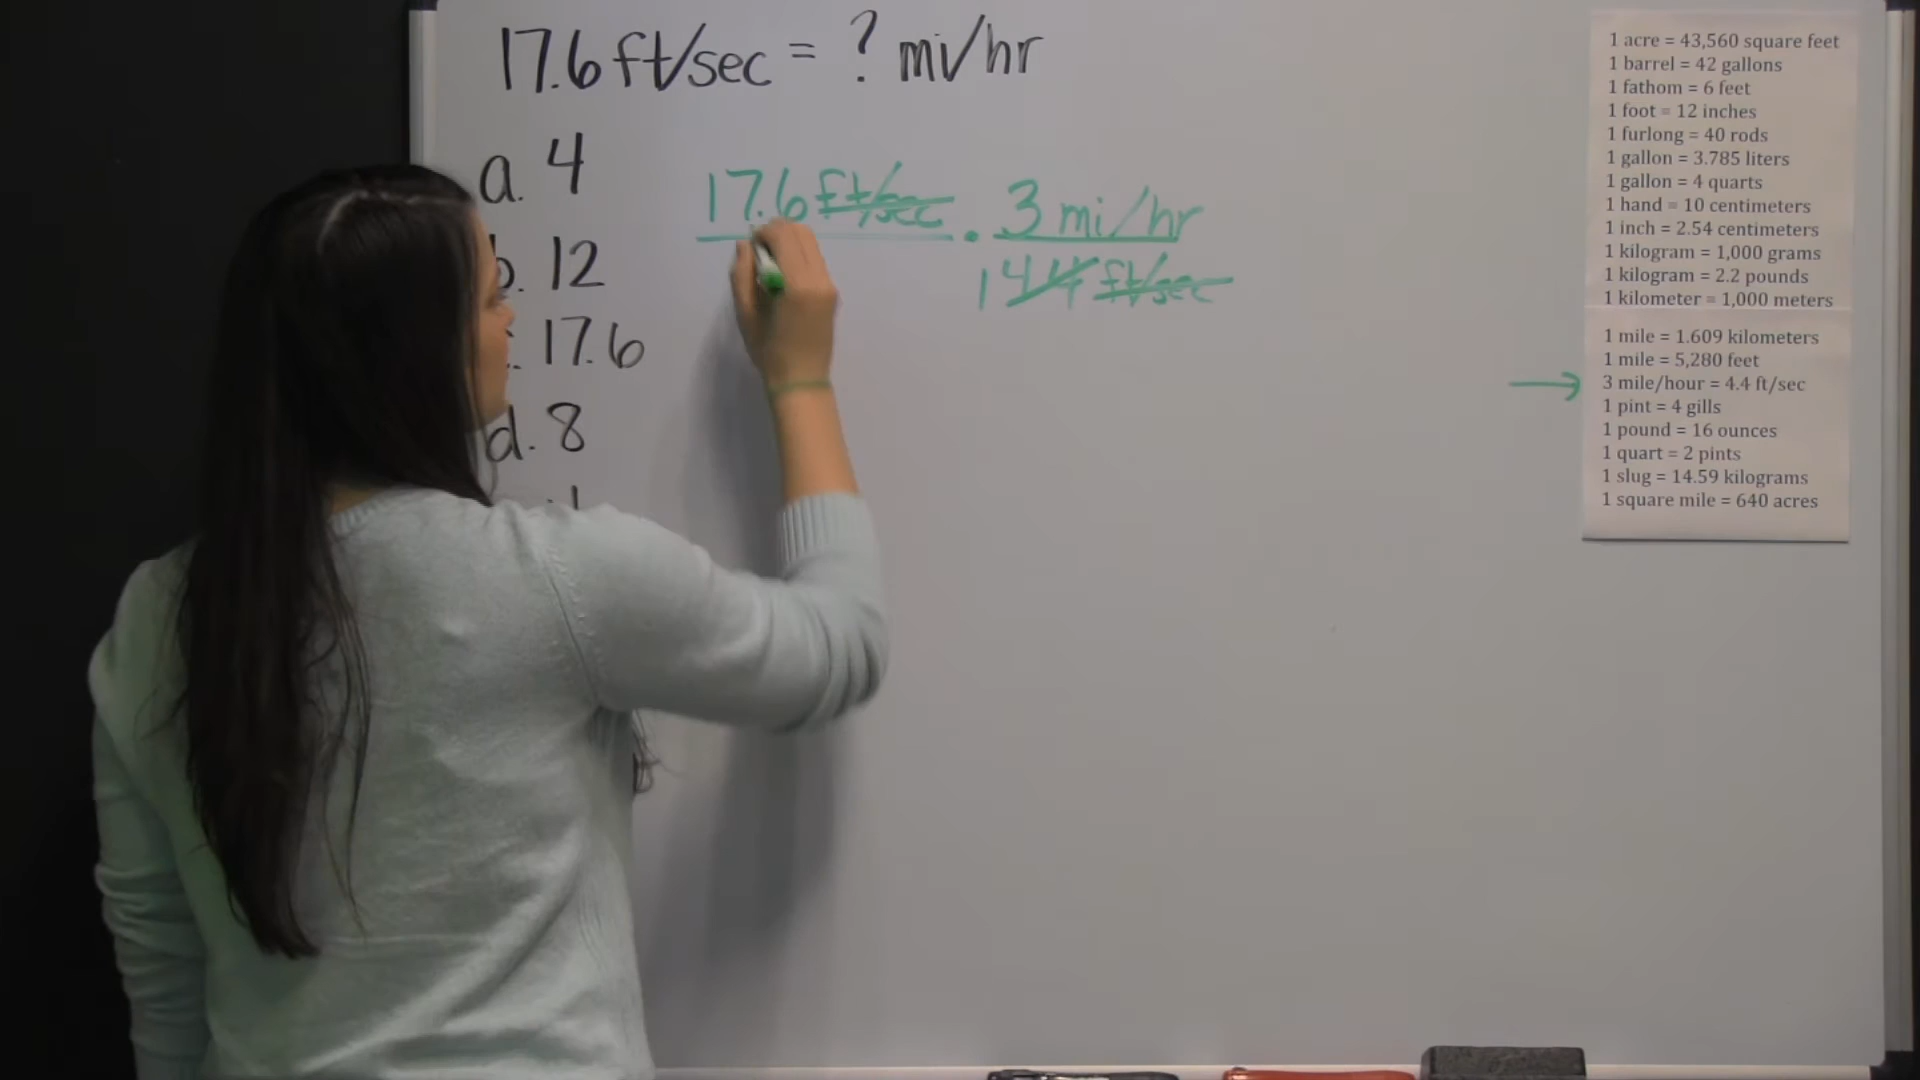 17.6 ft/sec = ? mi/hr
a. 4
b. 12
17.6
d. 8
17.6 ft/sec · 3 mi/hr
1 4.4 ft/sec
1 acre = 43,560 square feet
1 barrel = 42 gallons
1 fathom = 6 feet
1 foot = 12 inches
1 furlong = 40 rods
1 gallon = 3.785 liters
1 gallon = 4 quarts
1 hand = 10 centimeters
1 inch = 2.54 centimeters
1 kilogram = 1,000 grams
1 kilogram = 2.2 pounds
1 kilometer = 1,000 meters
1 mile = 1.609 kilometers
1 mile = 5,280 feet
3 mile/hour = 4.4 ft/sec
1 pint = 4 gills
1 pound = 16 ounces
1 quart = 2 pints
1 slug = 14.59 kilograms
1 square mile = 640 acres